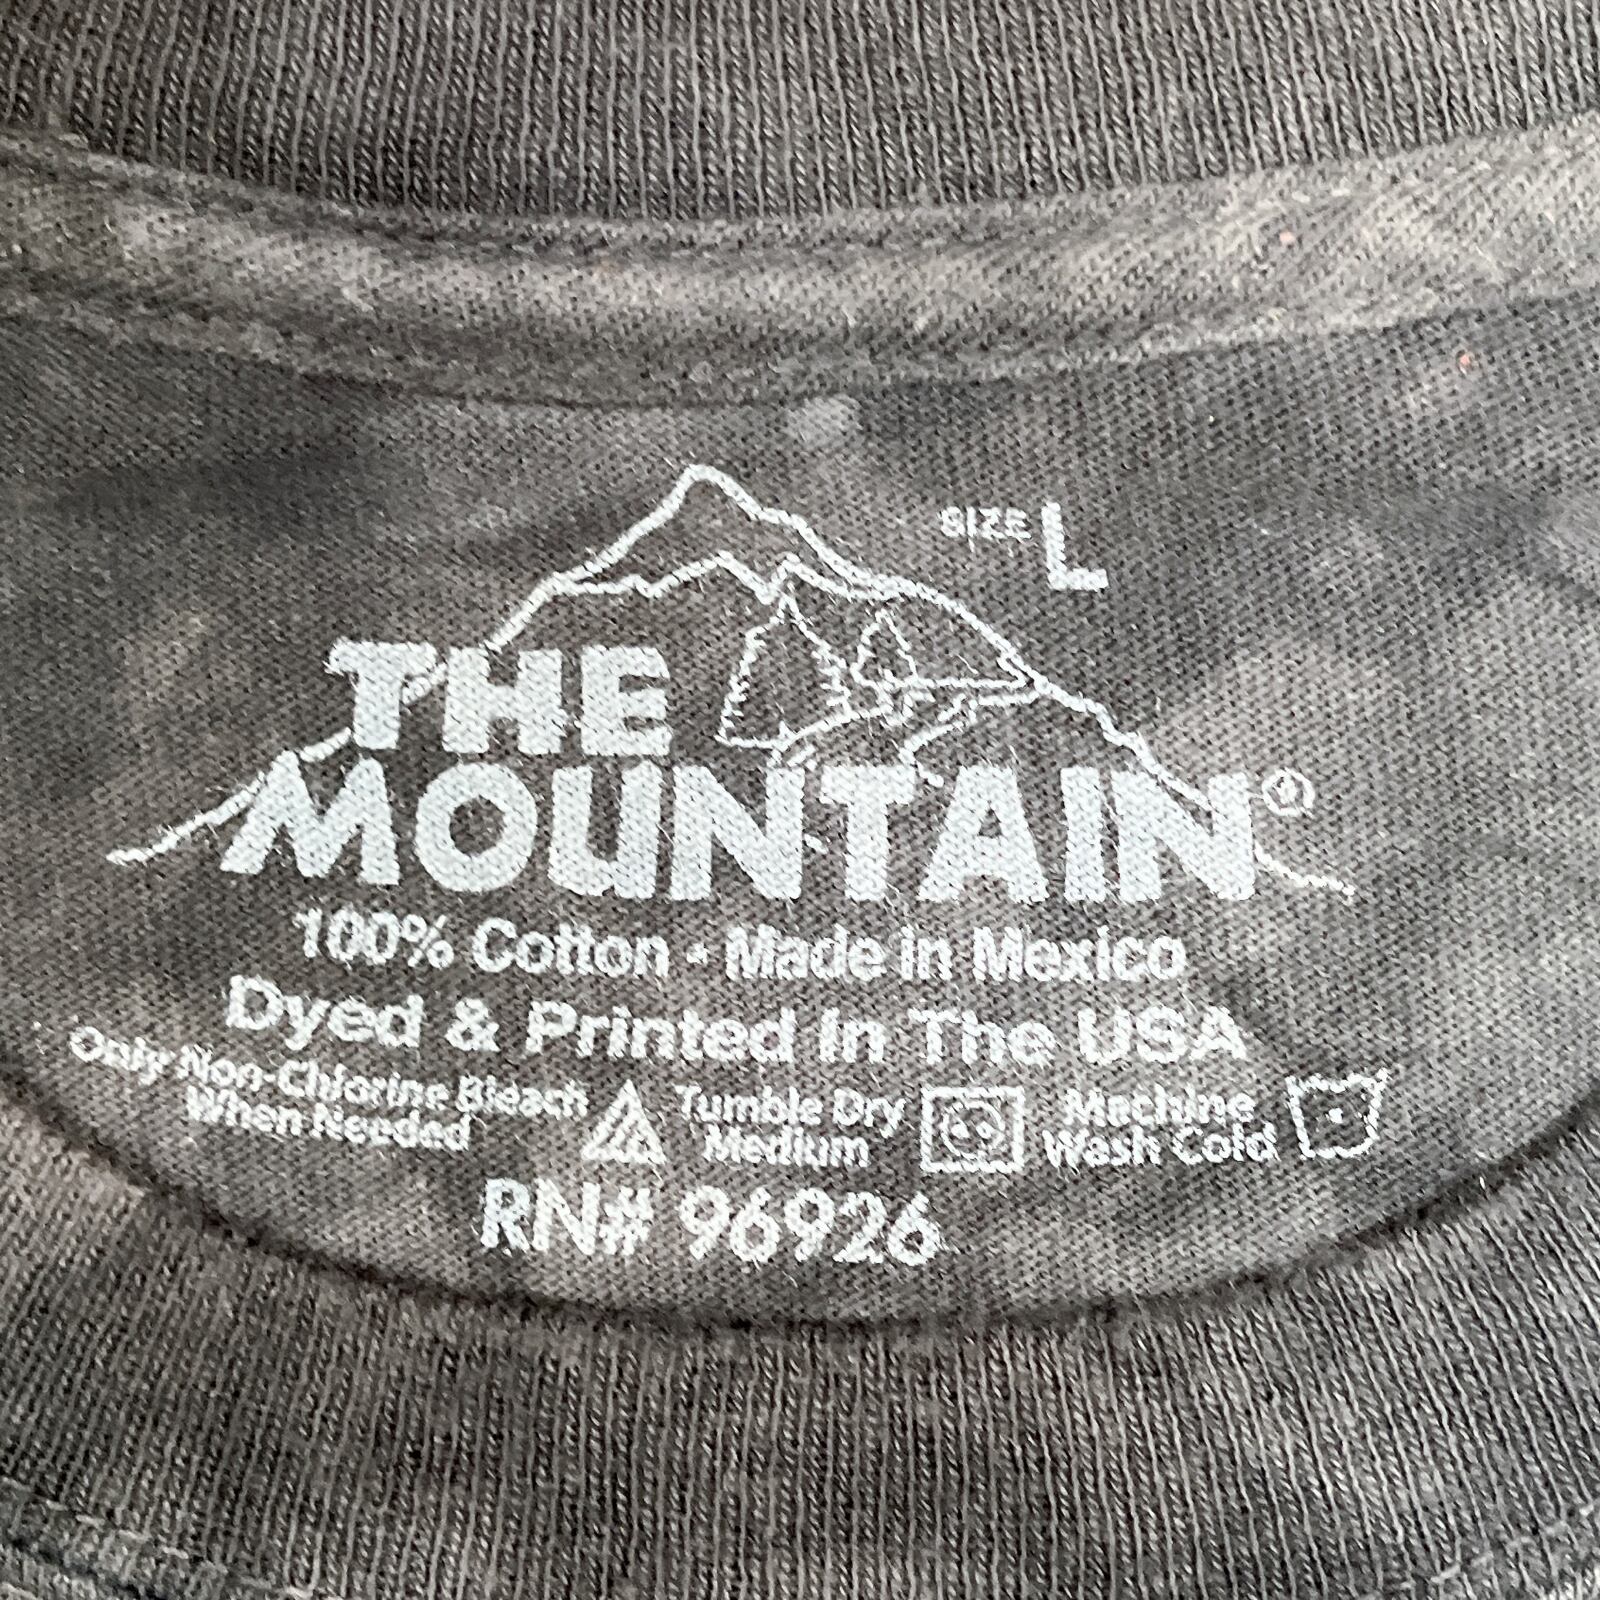 SIZE L
THE
MOUNTAIN®
100% Cotton • Made in Mexico
Dyed & Printed In The USA
Only Non-Chlorine Bleach
When Needed
Tumble Dry
Medium
Machine
Wash Cold
RN# 96926